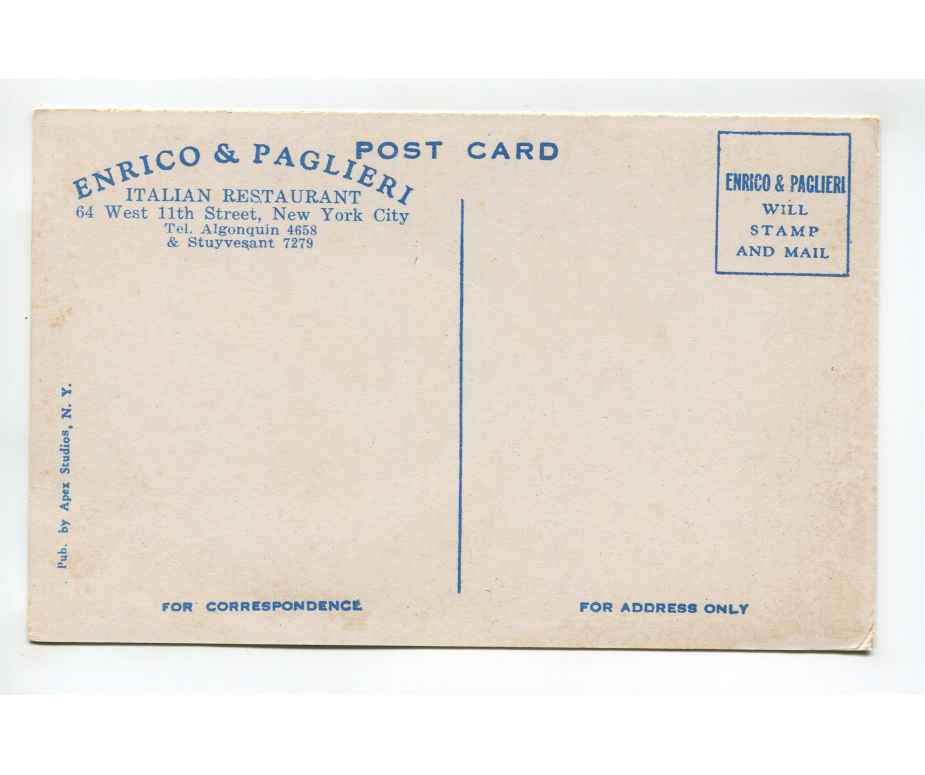 ENRICO & PAGLIERI
ITALIAN RESTAURANT
64 West 11th Street, New York City
Tel. Algonquin 4658
& Stuyvesant 7279
POST CARD
ENRICO & PAGLIERI
WILL
STAMP
AND MAIL
Pub. by Apex Studios, N. Y.
FOR CORRESPONDENCE
FOR ADDRESS ONLY